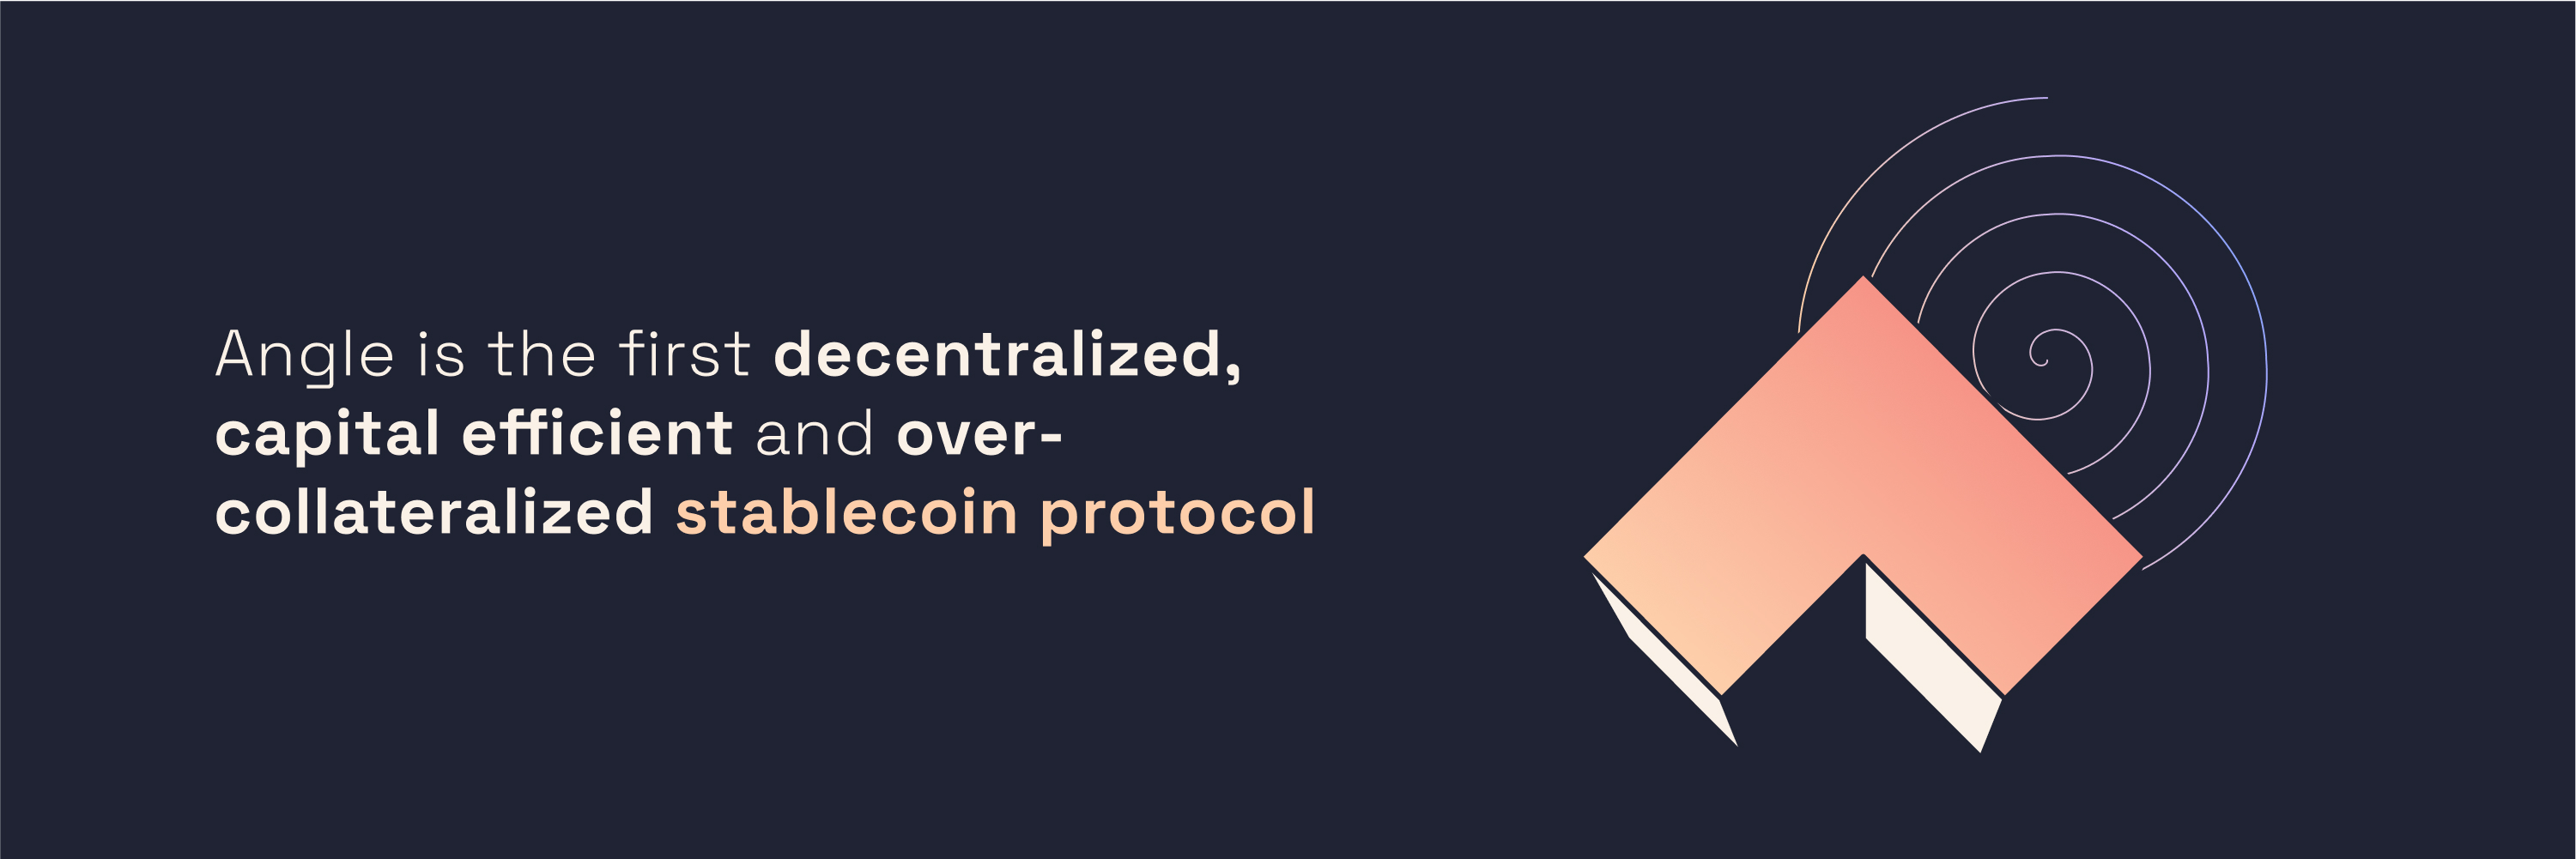 Angle is the first decentralized,
capital efficient and over-
collateralized stablecoin protocol